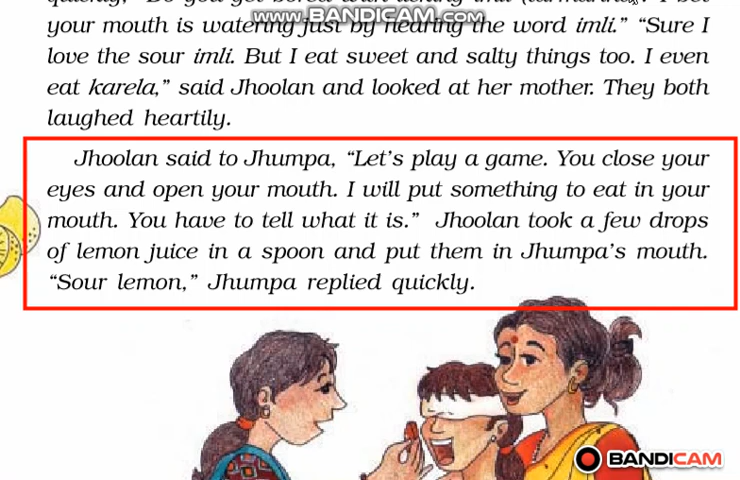 your mouth is watering just by hearing the word imli." "Sure I
love the sour imli. But I eat sweet and salty things too. I even
eat karela," said Jhoolan and looked at her mother. They both
laughed heartily.
Jhoolan said to Jhumpa, "Let's play a game. You close your
eyes and open your mouth. I will put something to eat in your
mouth. You have to tell what it is." Jhoolan took a few drops
of lemon juice in a spoon and put them in Jhumpa's mouth.
"Sour lemon," Jhumpa replied quickly.
www.BANDICAM.com
BANDICAM